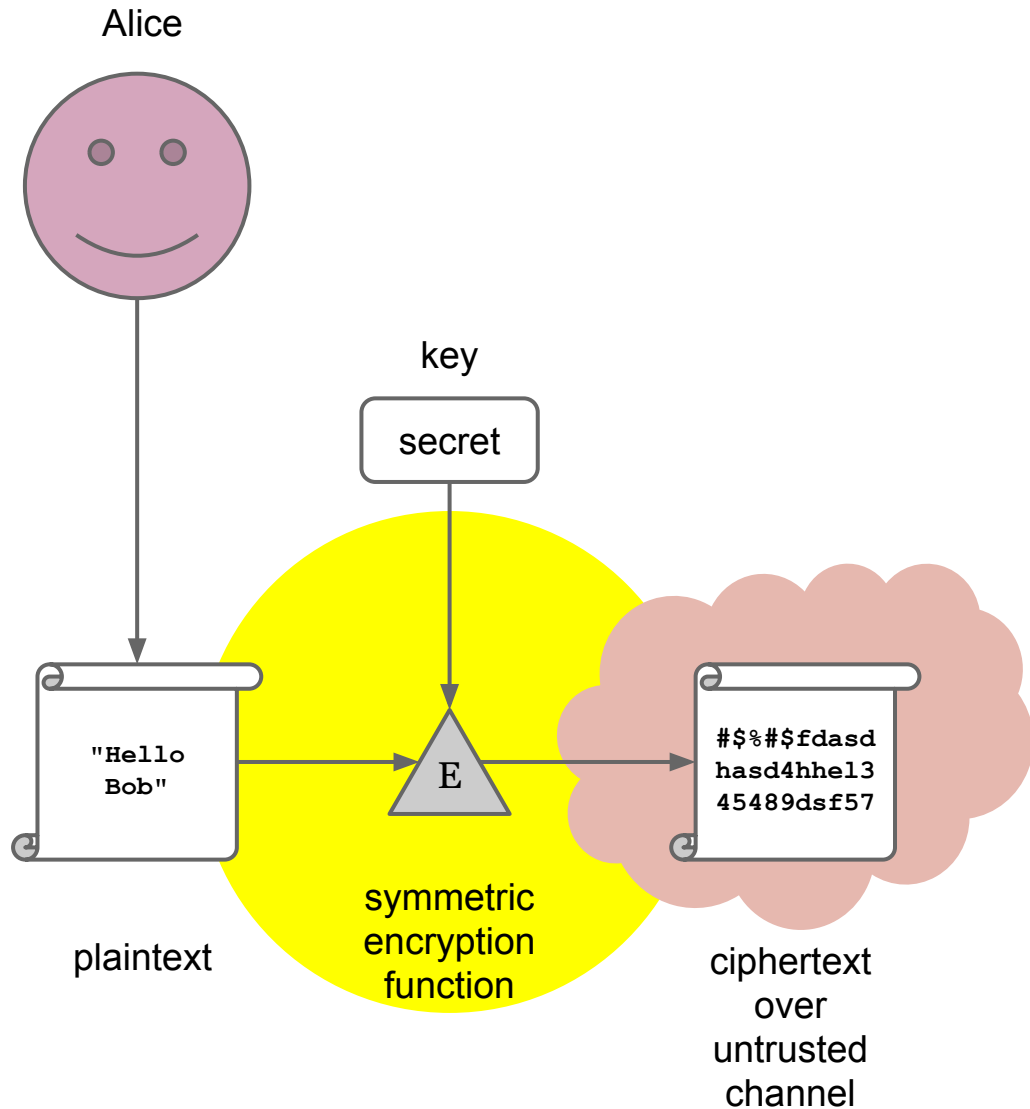 Alice
key
secret
"Hello
Bob"
E
#$%#$fdasd
hasd4hhel3
45489dsf57
plaintext
symmetric
encryption
function
ciphertext
over
untrusted
channel